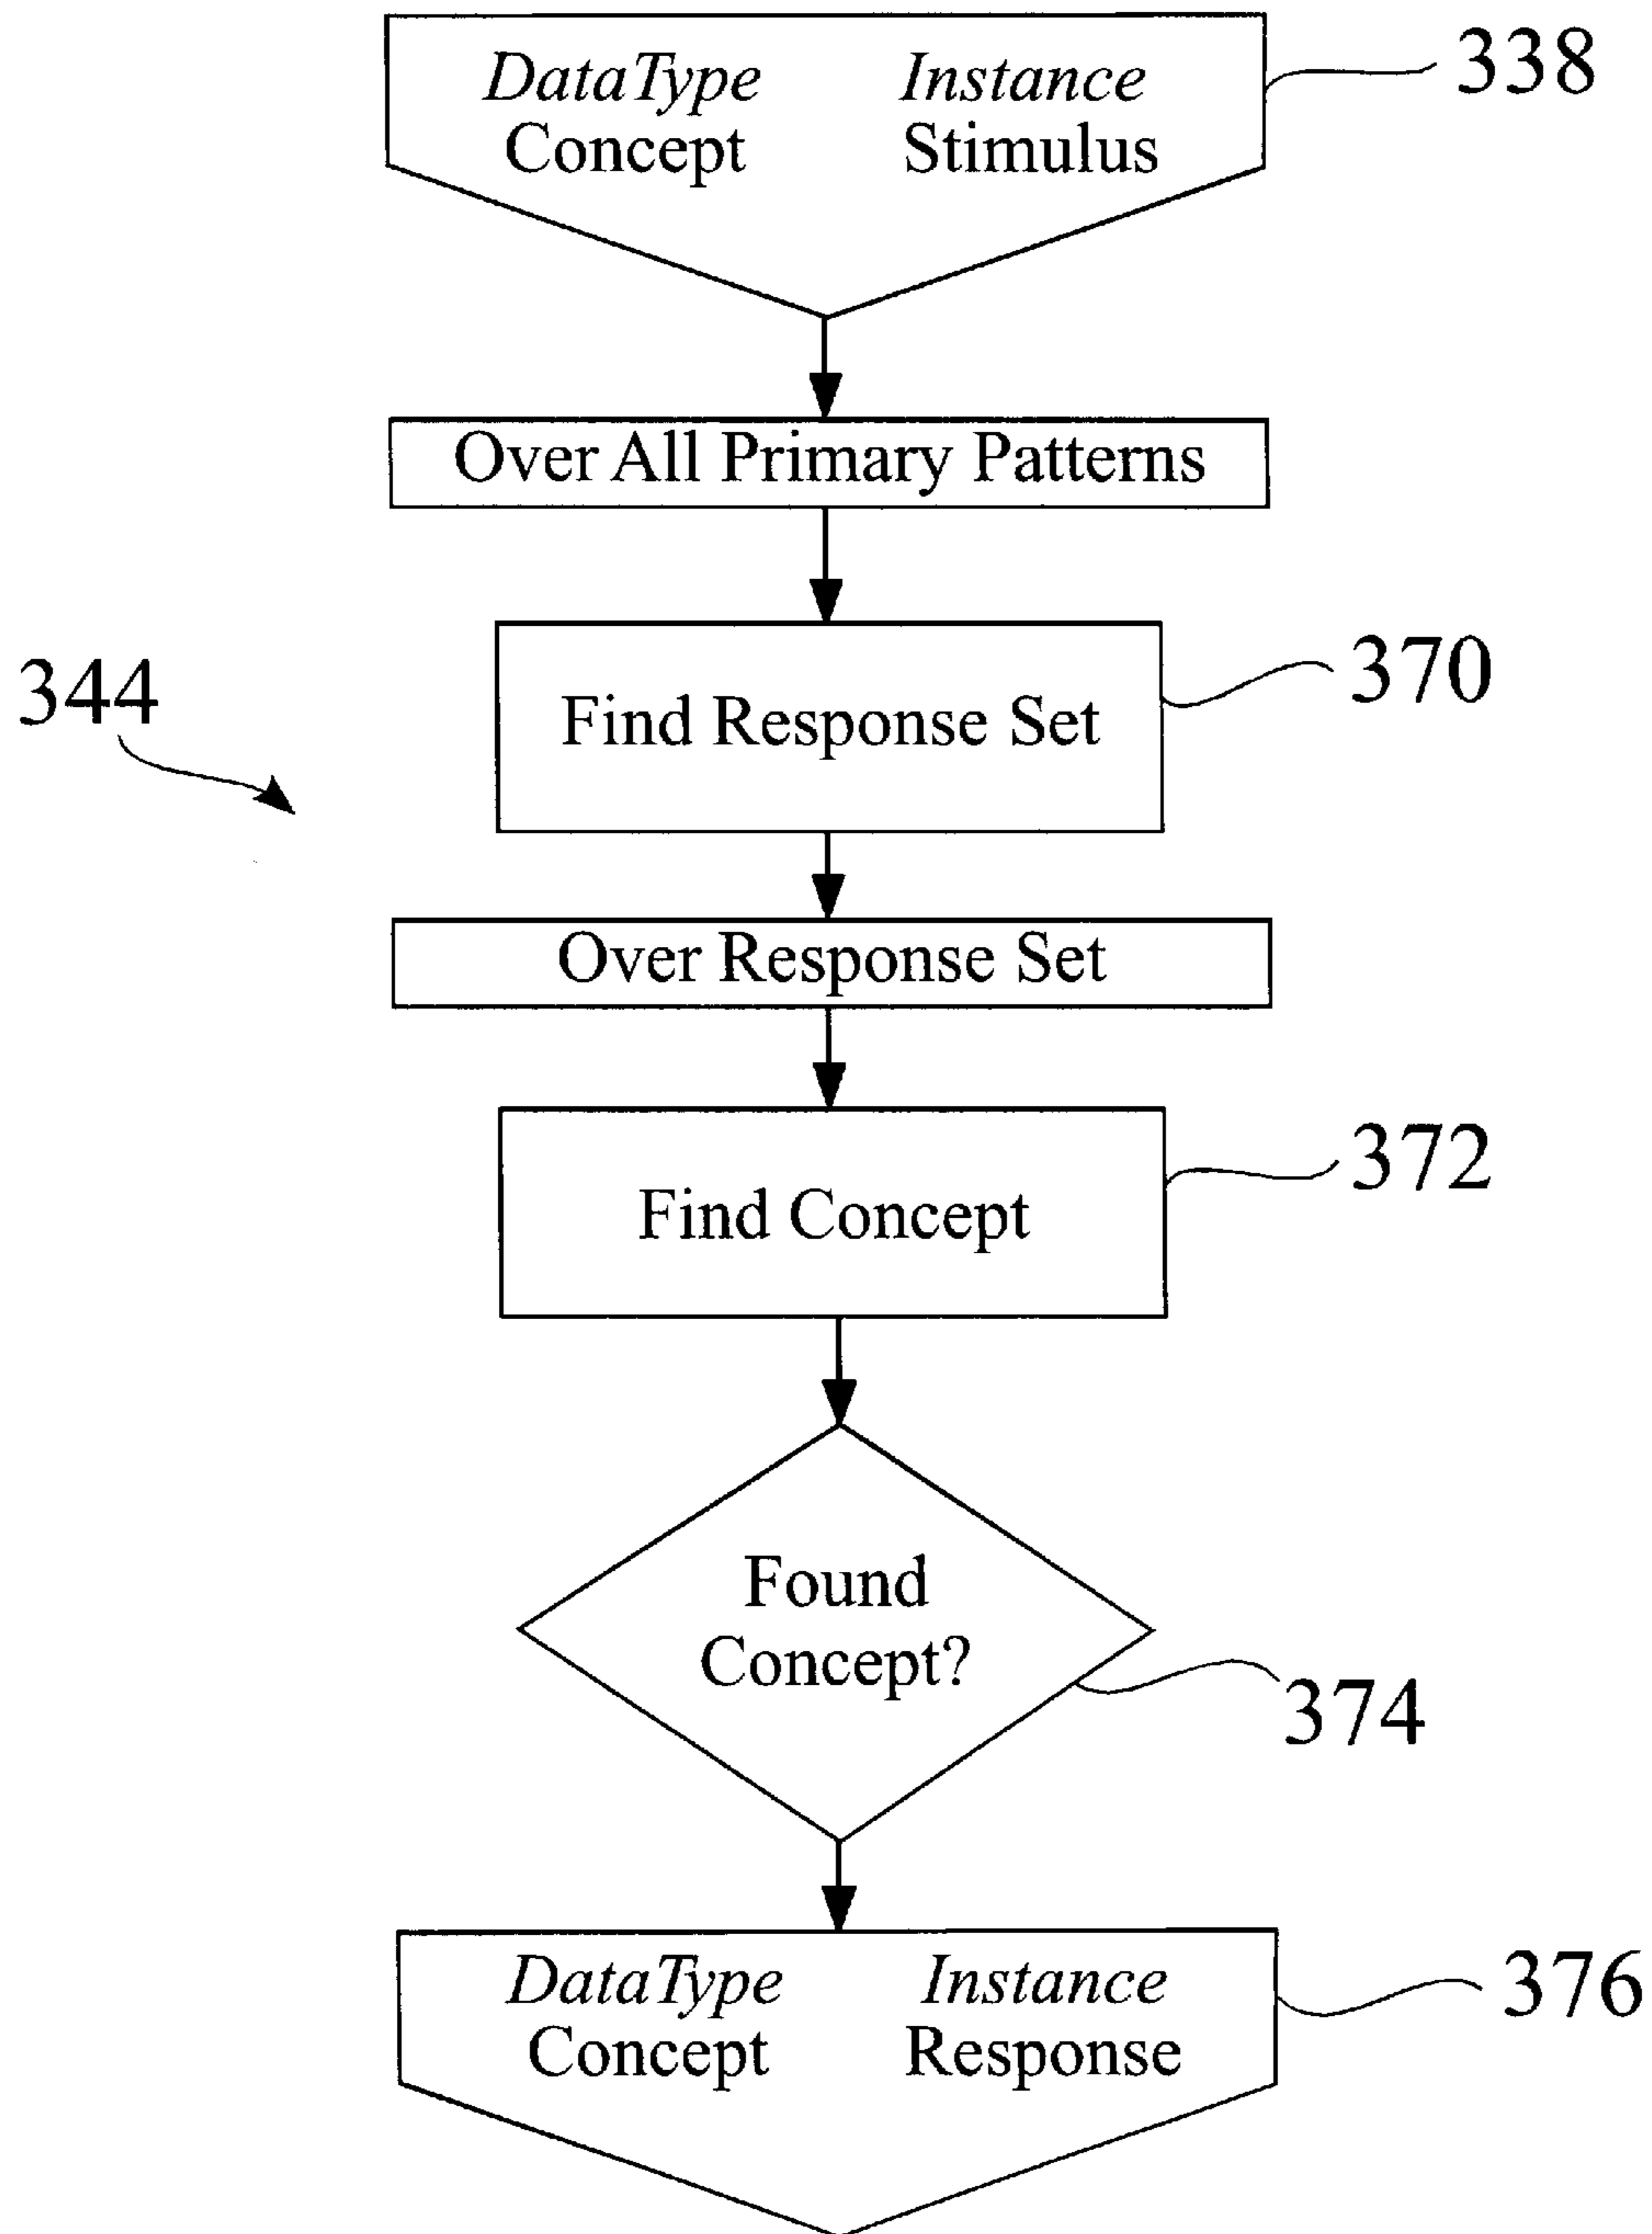 DataType Instance 338
Concept Stimulus
Over All Primary Patterns
344
Find Response Set 370
Over Response Set
Find Concept 372
Found
Concept?
374
DataType Instance 376
Concept Response